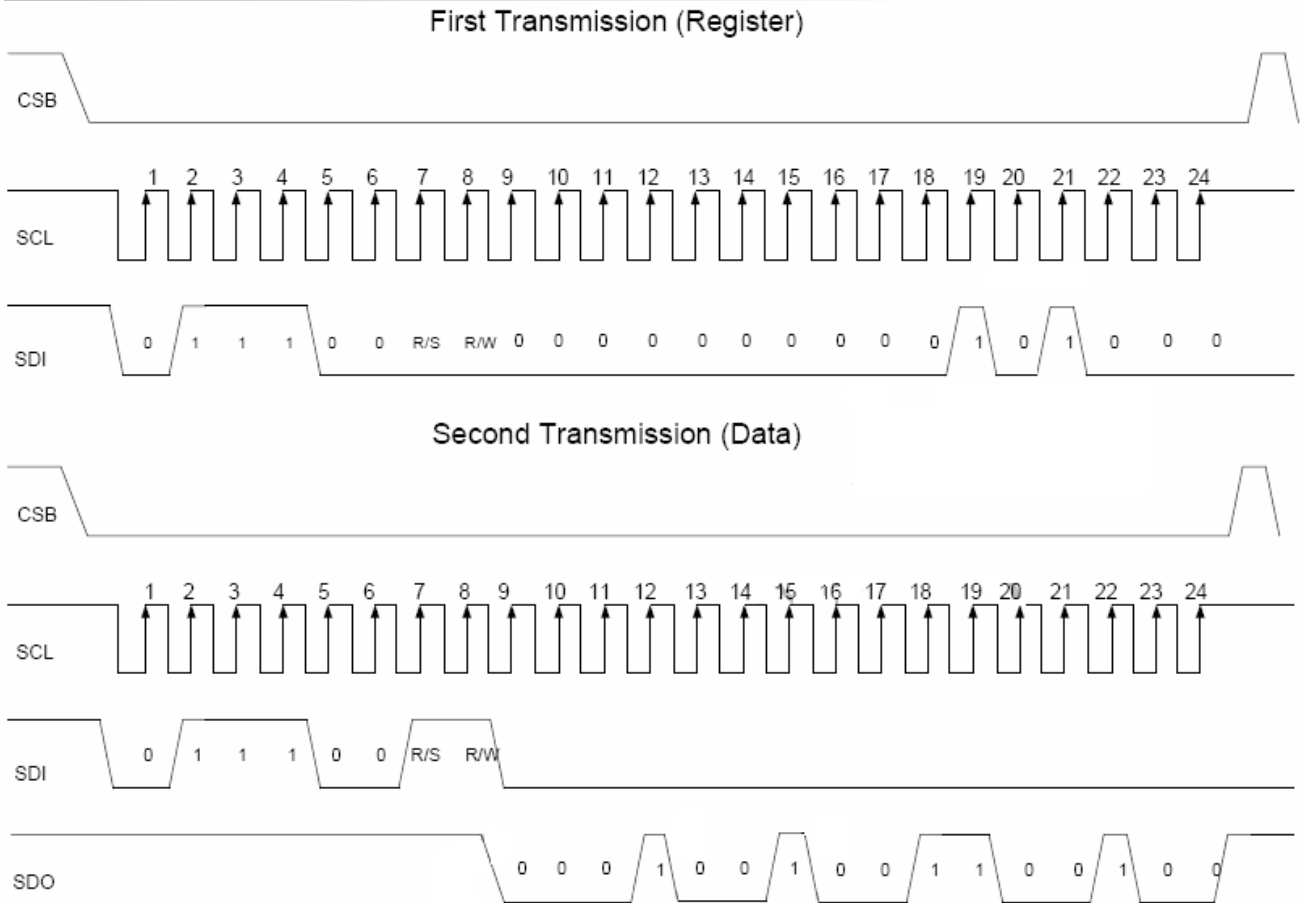 First Transmission (Register)
CSB
1 2 3 4 5 6 7 8 9 10 11 12 13 14 15 16 17 18 19 20 21 22 23 24
SCL
0 1 1 1 0 0 R/S R/W 0 0 0 0 0 0 0 0 0 0 1 0 1 0 0 0
SDI
Second Transmission (Data)
CSB
1 2 3 4 5 6 7 8 9 10 11 12 13 14 15 16 17 18 19 20 21 22 23 24
SCL
0 1 1 1 0 0 R/S R/W
SDI
0 0 0 1 0 0 1 0 0 1 1 0 0 1 0 0
SDO